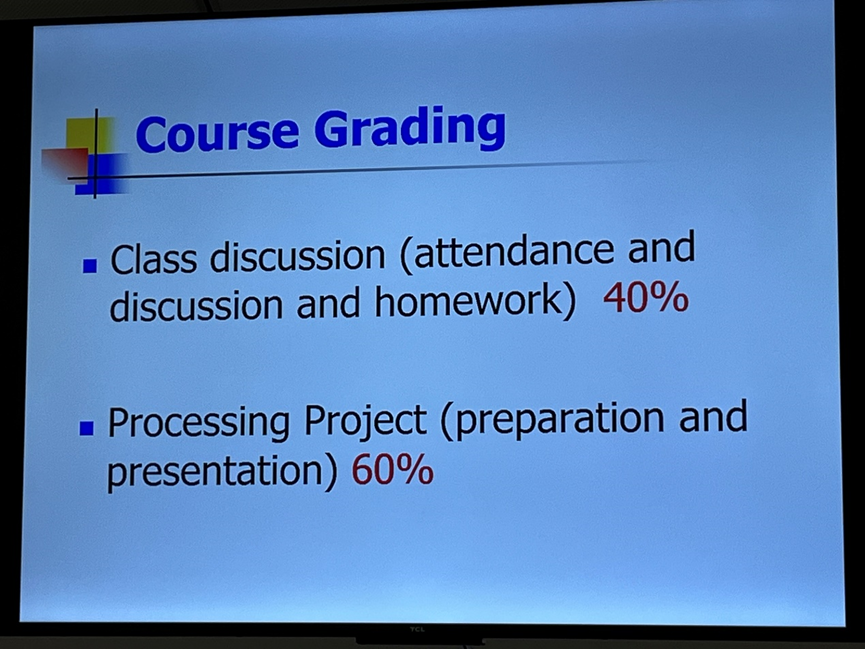 Course Grading
Class discussion (attendance and
discussion and homework) 40%
Processing Project (preparation and
presentation) 60%
TCL